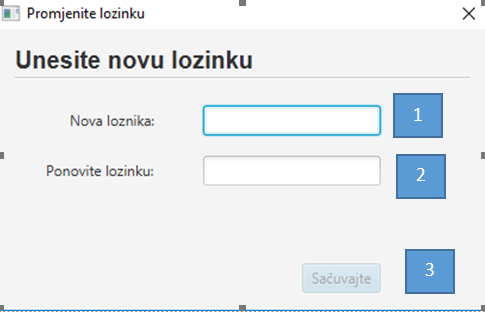 Promjenite lozinku
Unesite novu lozinku
Nova loznika:
1
Ponovite lozinku:
2
Sačuvajte
3